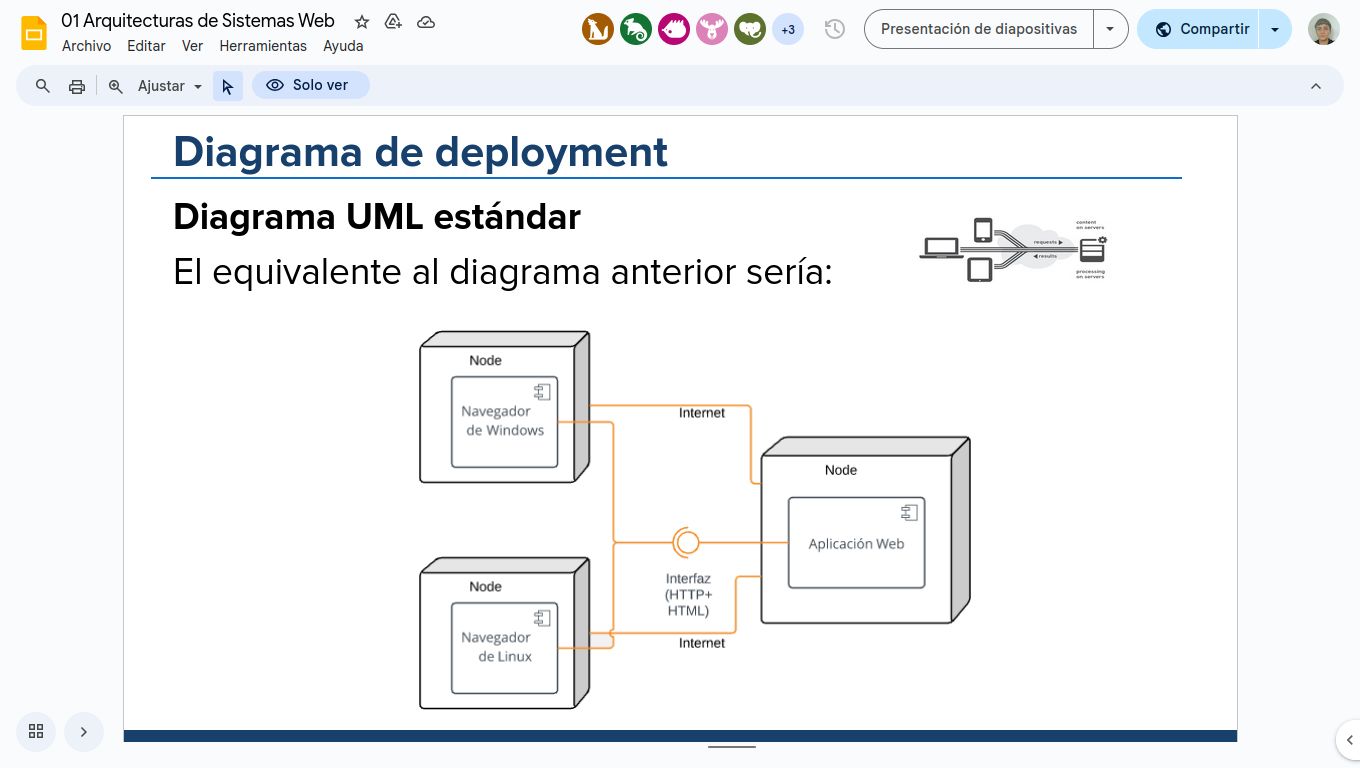 01 Arquitecturas de Sistemas Web
Archivo Editar Ver Herramientas Ayuda
+3
Presentación de diapositivas
Compartir
Ajustar
Solo ver
Diagrama de deployment
Diagrama UML estándar
El equivalente al diagrama anterior sería:
content
on servers
requests
results
processing
on servers
Node
Navegador
de Windows
Internet
Node
Aplicación Web
Interfaz
(HTTP+
HTML)
Node
Navegador
de Linux
Internet